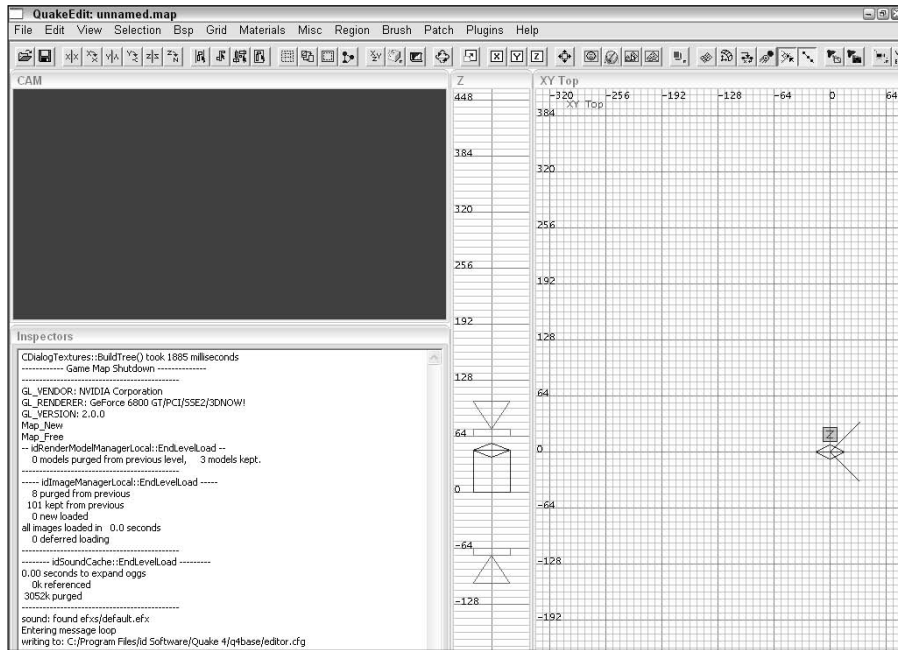 QuakeEdit: unnamed.map
File Edit View Selection Bsp Grid Materials Misc Region Brush Patch Plugins Help
X Y Z
CAM
Z
XY Top
448
384
320
256
192
128
64
0
-64
-128
-320 -256 -192 -128 -64 0 64
XY Top
384
320
256
192
128
64
0
-64
-128
-192
Z
Inspectors
CDialogTextures::BuildTree() took 1885 milliseconds
------------ Game Map Shutdown --------------
----------------------------------------
GL_VENDOR: NVIDIA Corporation
GL_RENDERER: GeForce 6800 GT/PCI/SSE2/3DNOW!
GL_VERSION: 2.0.0
Map_New
Map_Free
-- idRenderModelManagerLocal::EndLevelLoad --
0 models purged from previous level, 3 models kept.
----------------------------------------
----- idImageManagerLocal::EndLevelLoad -----
8 purged from previous
101 kept from previous
0 new loaded
all images loaded in 0.0 seconds
0 deferred loading
----------------------------------------
-------- idSoundCache::EndLevelLoad ---------
0.00 seconds to expand oggs
0k referenced
3052k purged
----------------------------------------
sound: found efxs/default.efx
Entering message loop
writing to: C:/Program Files/id Software/Quake 4/q4base/editor.cfg